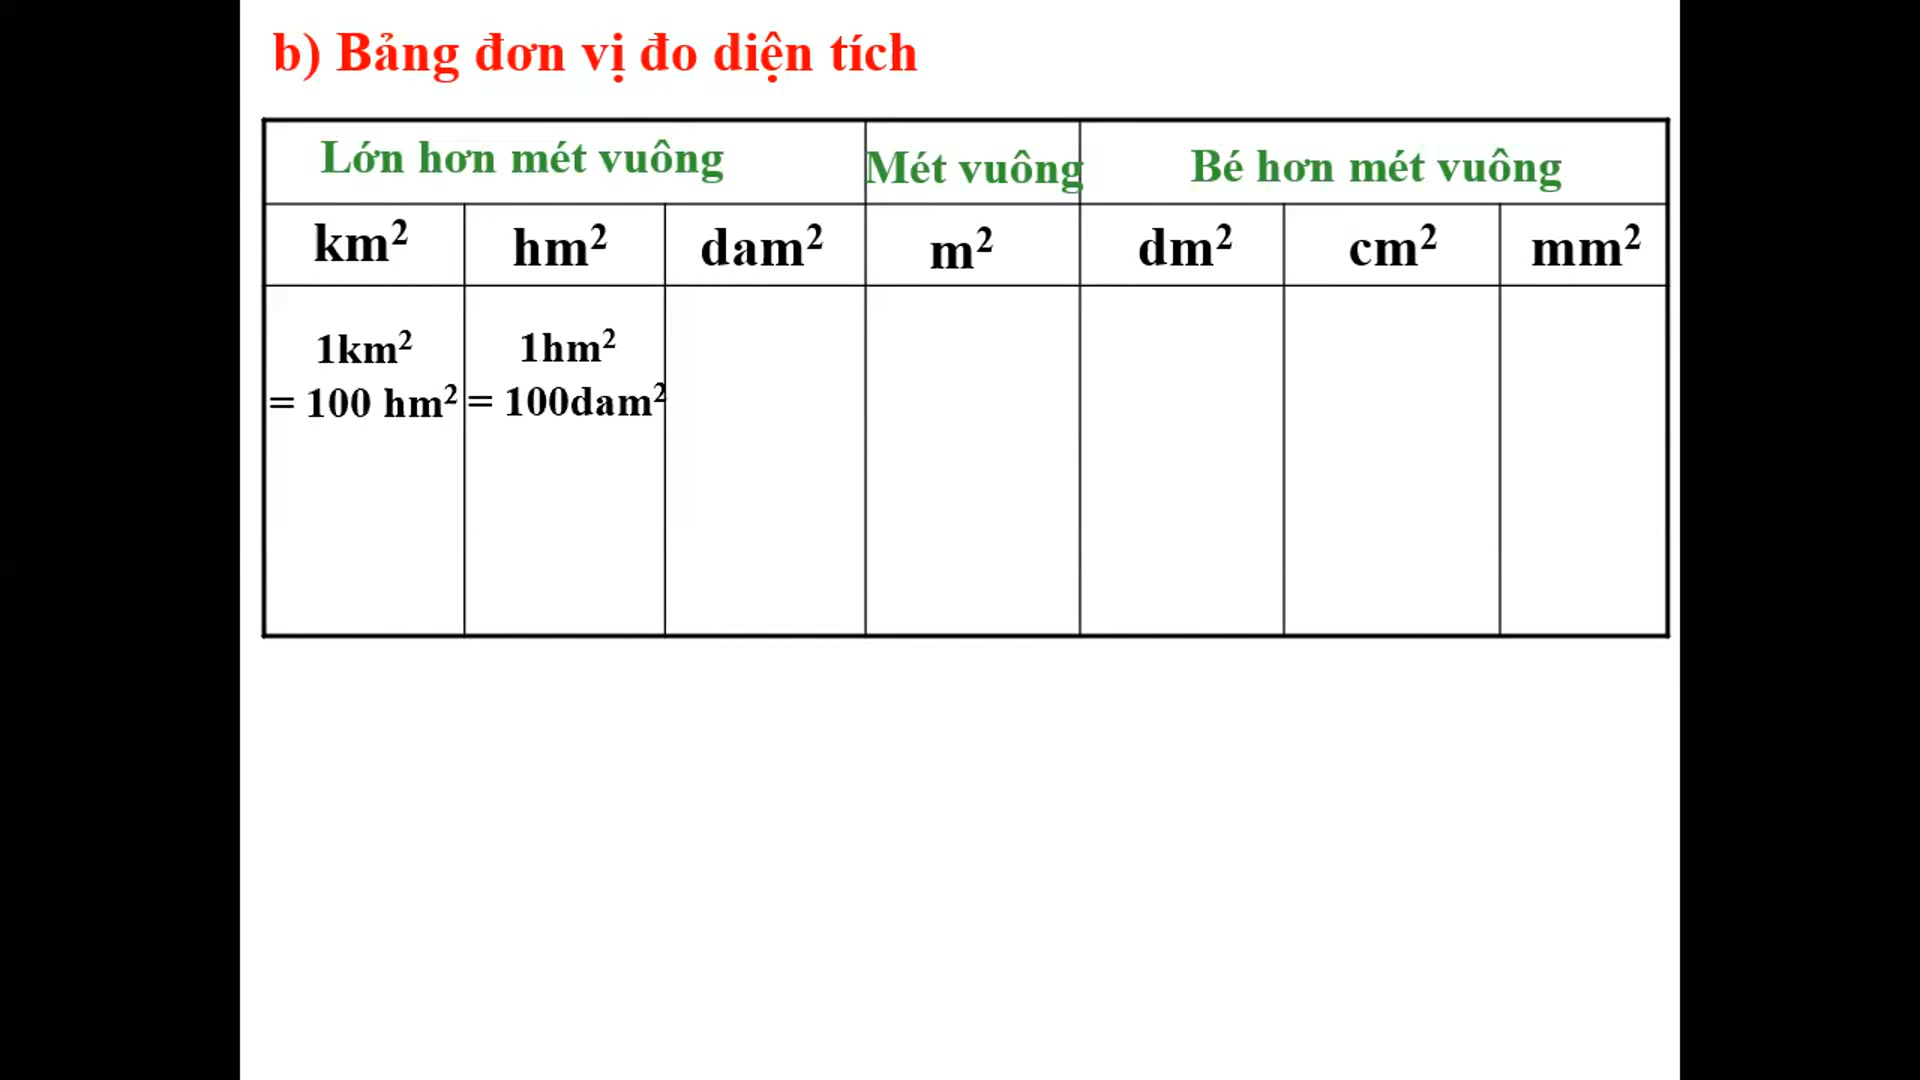 b) Bảng đơn vị đo diện tích
Lớn hơn mét vuông Mét vuông Bé hơn mét vuông
km² hm² dam² m² dm² cm² mm²
1km² 1hm²
= 100 hm² = 100dam²